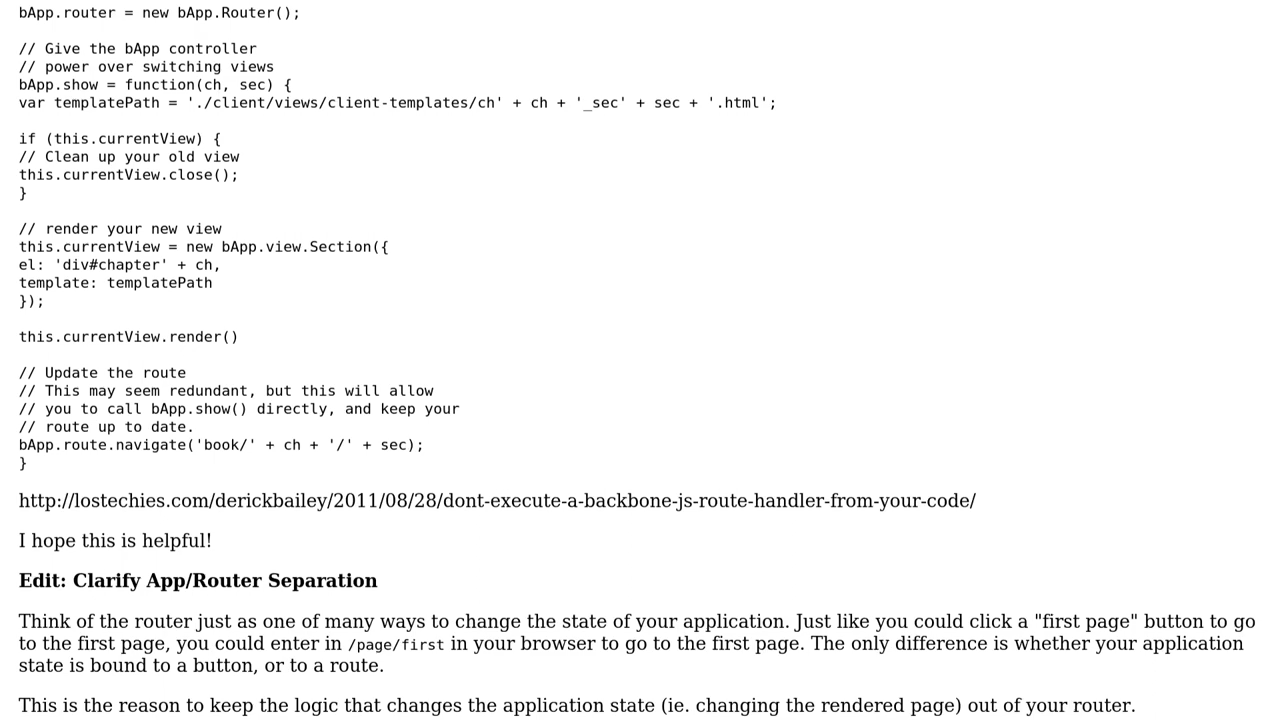 bApp.router = new bApp.Router();
// Give the bApp controller
// power over switching views
bApp.show = function(ch, sec) {
var templatePath = './client/views/client-templates/ch' + ch + '_sec' + sec + '.html';
if (this.currentView) {
// Clean up your old view
this.currentView.close();
}
// render your new view
this.currentView = new bApp.view.Section({
el: 'div#chapter' + ch,
template: templatePath
});
this.currentView.render()
// Update the route
// This may seem redundant, but this will allow
// you to call bApp.show() directly, and keep your
// route up to date.
bApp.route.navigate('book/' + ch + '/' + sec);
}
http://lostechies.com/derickbailey/2011/08/28/dont-execute-a-backbone-js-route-handler-from-your-code/
I hope this is helpful!
Edit: Clarify App/Router Separation
Think of the router just as one of many ways to change the state of your application. Just like you could click a "first page" button to go
to the first page, you could enter in /page/first in your browser to go to the first page. The only difference is whether your application
state is bound to a button, or to a route.
This is the reason to keep the logic that changes the application state (ie. changing the rendered page) out of your router.